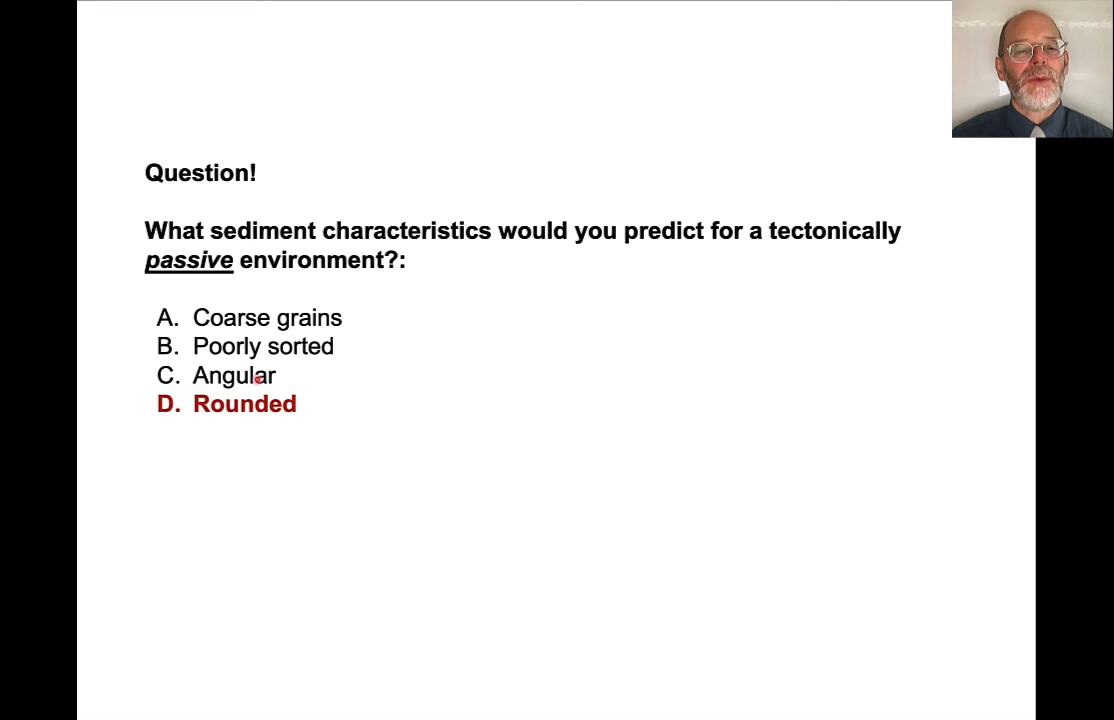 Question!
What sediment characteristics would you predict for a tectonically
passive environment?:
A. Coarse grains
B. Poorly sorted
C. Angular
D. Rounded